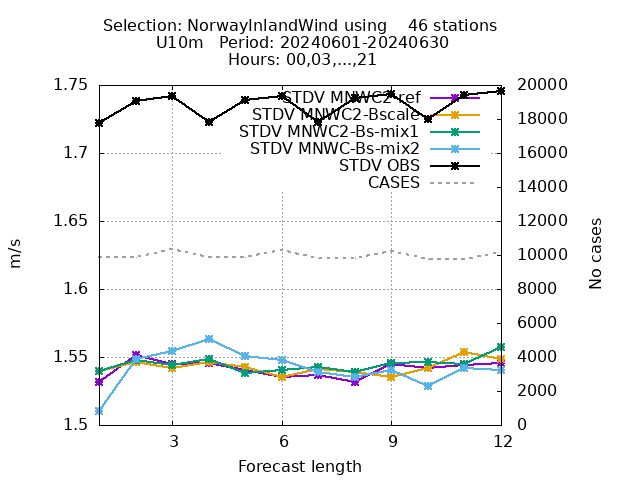 Selection: NorwayInlandWind using    46 stations
U10m   Period: 20240601-20240630
Hours: 00,03,...,21
1.75
1.7
1.65
1.6
1.55
1.5
20000
18000
16000
14000
12000
10000
8000
6000
4000
2000
0
m/s
No cases
STDV MNWC2-ref
STDV MNWC2-Bscale
STDV MNWC2-Bs-mix1
STDV MNWC-Bs-mix2
STDV OBS
CASES
3
6
9
12
Forecast length